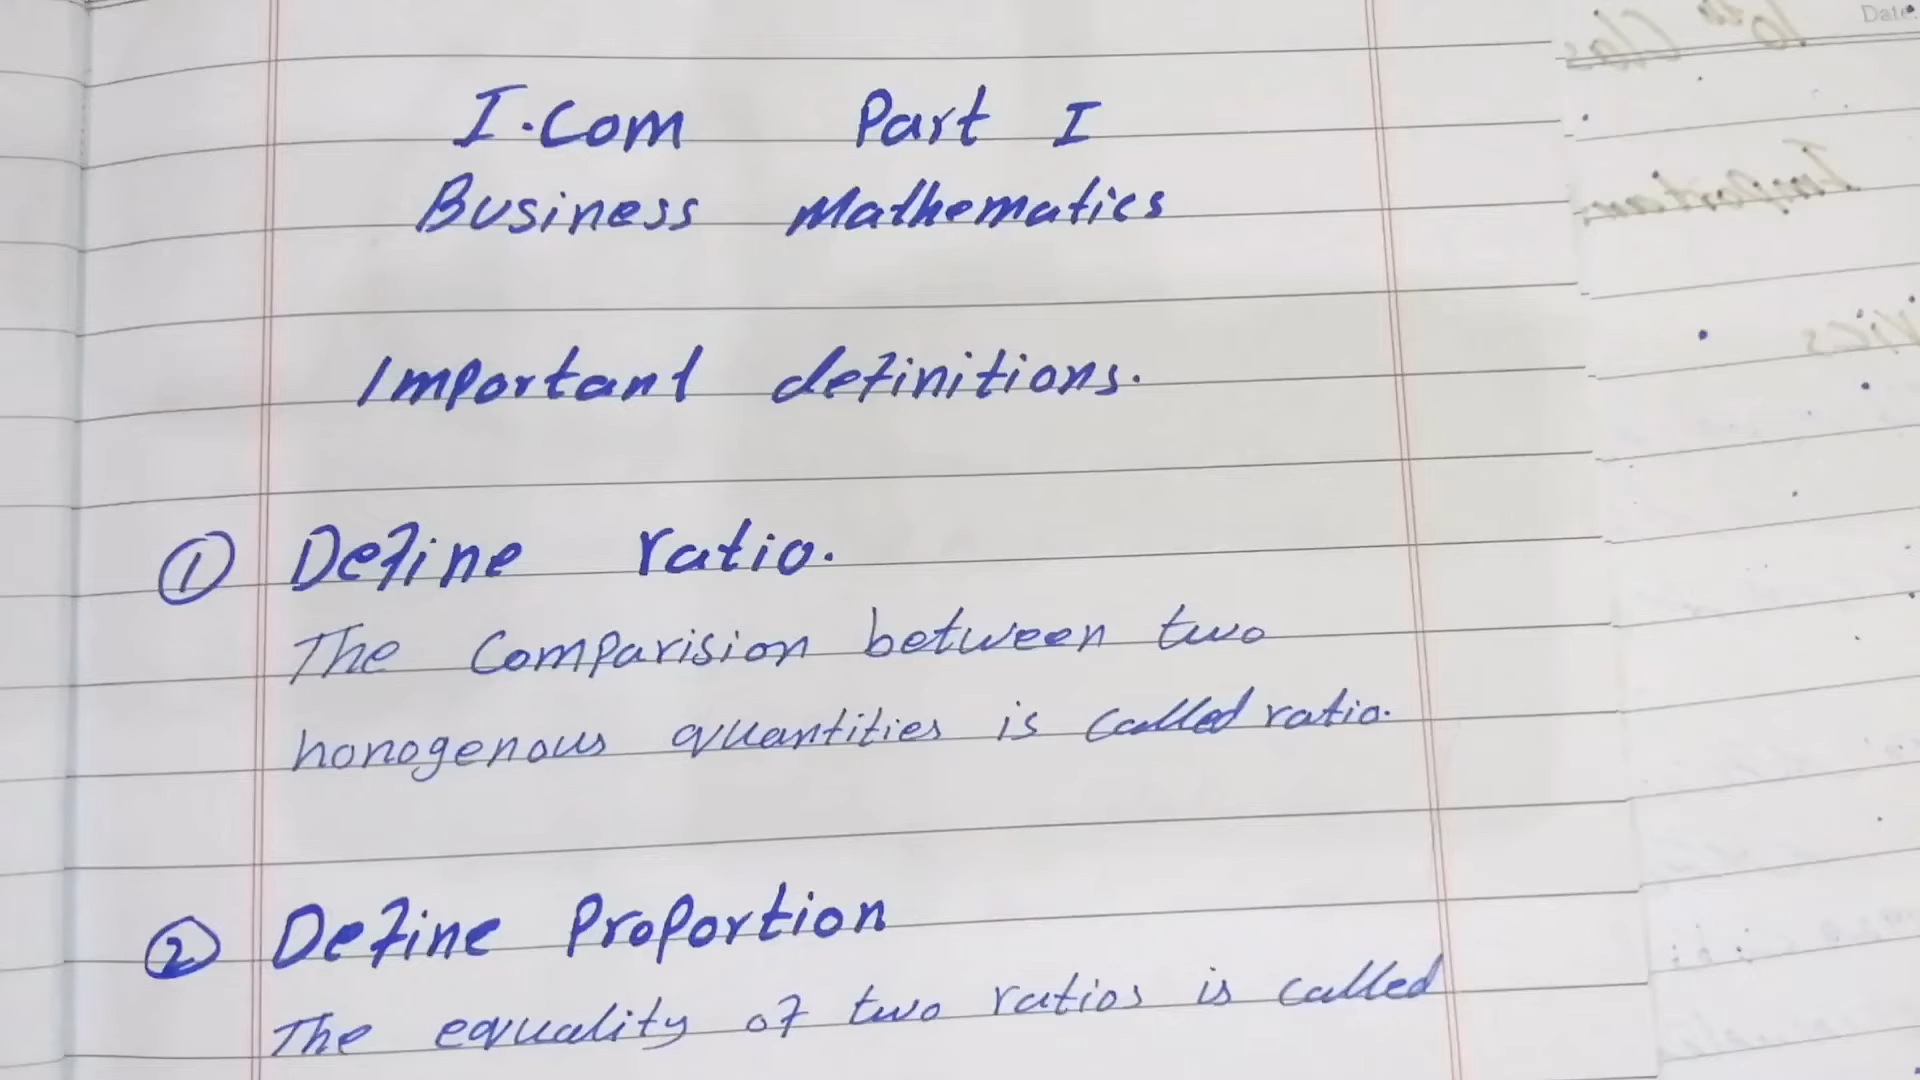 I.Com Part I
Business Mathematics
Important definitions.
① Define ratio.
The Comparision between two
honogenous quantities is called ratio.
② Define Proportion
The equality of two ratios is called
Date: